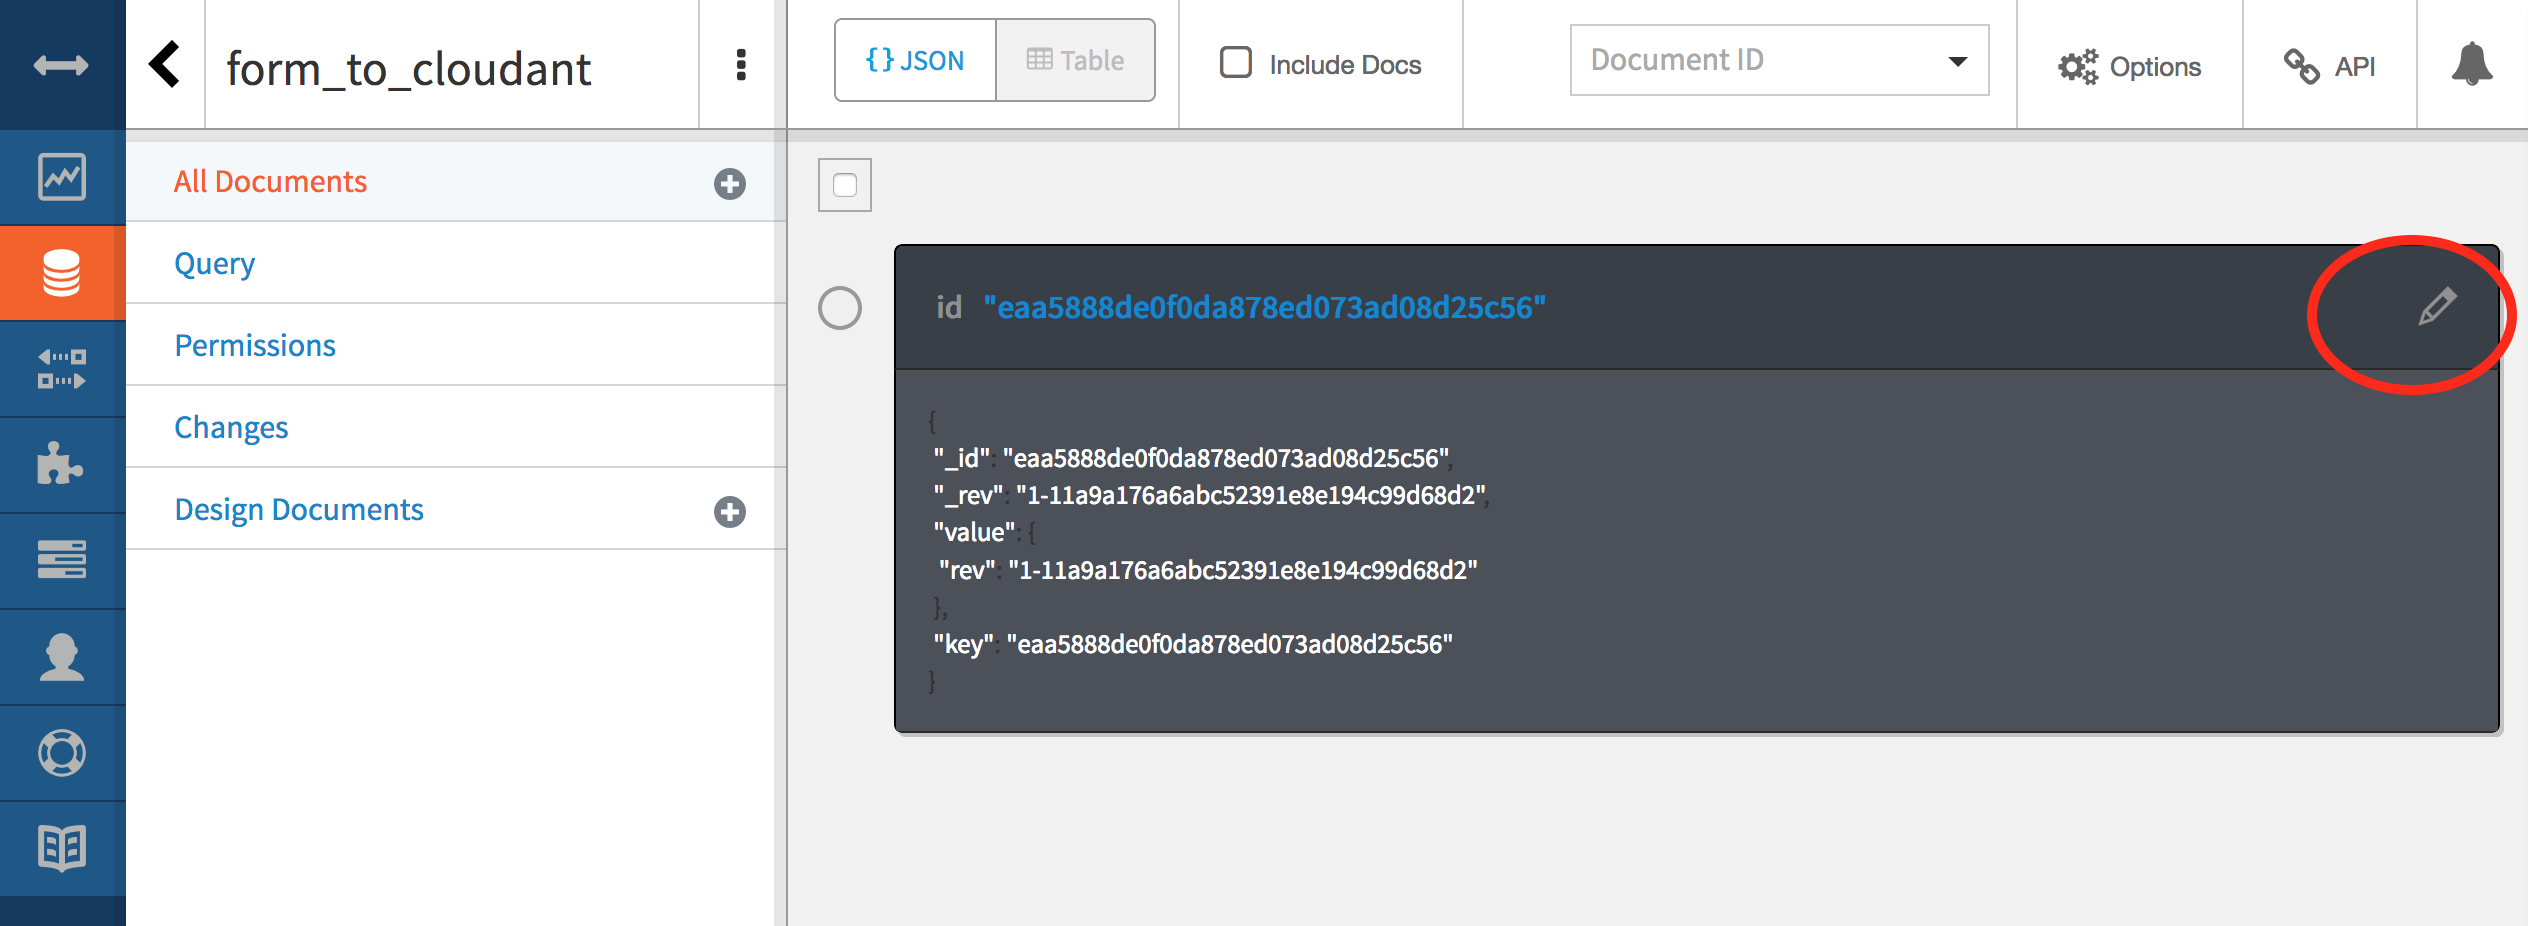 form_to_cloudant
{} JSON
Table
Include Docs
Document ID
Options
API
All Documents
Query
Permissions
Changes
Design Documents
id "eaa5888de0f0da878ed073ad08d25c56"
{
"_id": "eaa5888de0f0da878ed073ad08d25c56",
"_rev": "1-11a9a176a6abc52391e8e194c99d68d2",
"value": {
"rev": "1-11a9a176a6abc52391e8e194c99d68d2"
},
"key": "eaa5888de0f0da878ed073ad08d25c56"
}